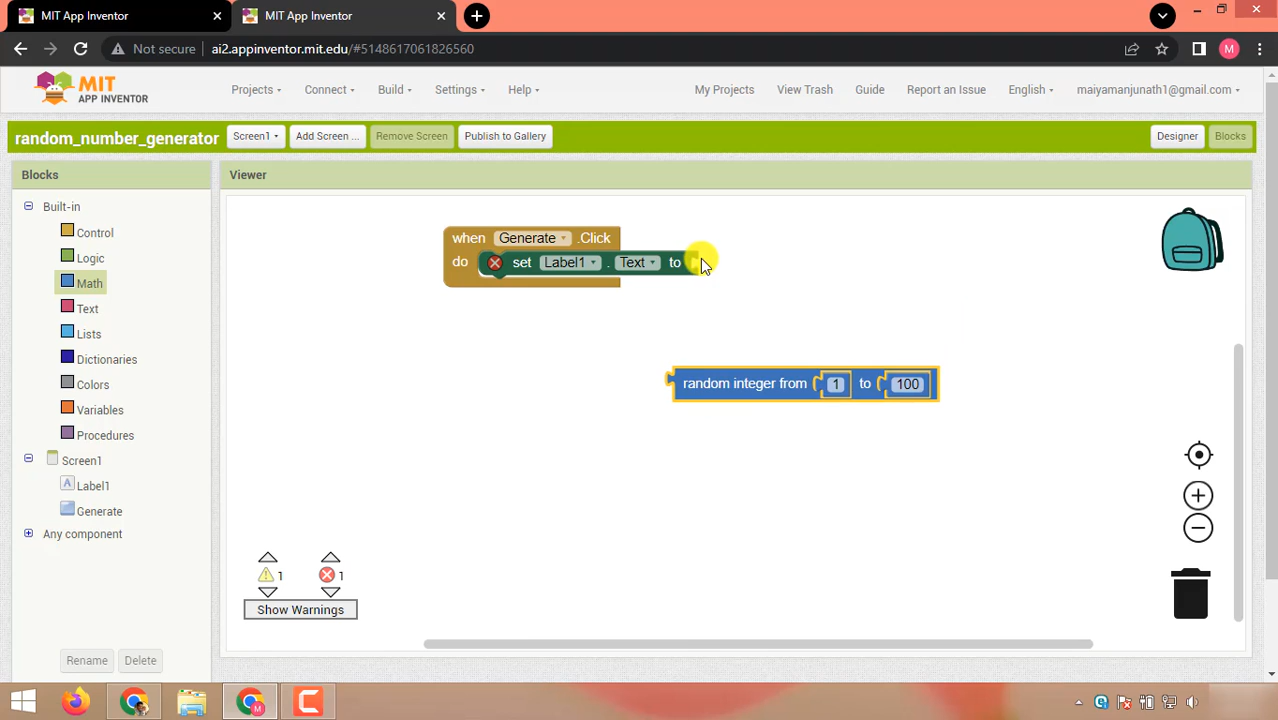 MIT App Inventor
MIT App Inventor
Not secure
ai2.appinventor.mit.edu/#5148617061826560
M
MIT
APP INVENTOR
Projects
Connect
Build
Settings
Help
My Projects
View Trash
Guide
Report an Issue
English
maiyamanjunath1@gmail.com
random_number_generator
Screen1
Add Screen ...
Remove Screen
Publish to Gallery
Designer
Blocks
Blocks
Viewer
Built-in
Control
Logic
Math
Text
Lists
Dictionaries
Colors
Variables
Procedures
Screen1
A Label1
Generate
Any component
Rename
Delete
when Generate .Click
do set Label1 . Text to
random integer from 1 to 100
1
1
Show Warnings
M